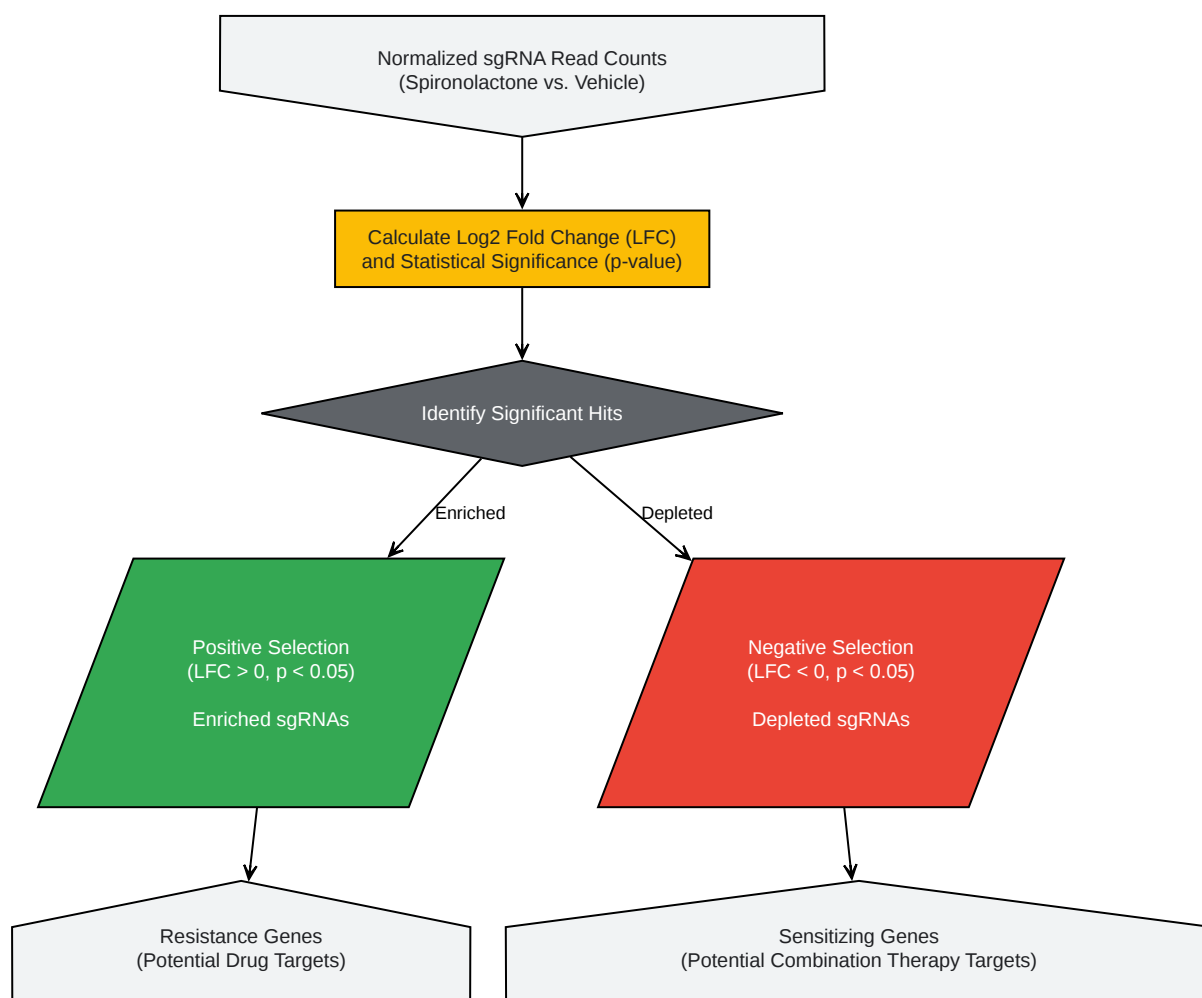 Normalized sgRNA Read Counts
(Spironolactone vs. Vehicle)
Calculate Log2 Fold Change (LFC)
and Statistical Significance (p-value)
Identify Significant Hits
Enriched
Depleted
Positive Selection
(LFC > 0, p < 0.05)
Enriched sgRNAs
Negative Selection
(LFC < 0, p < 0.05)
Depleted sgRNAs
Resistance Genes
(Potential Drug Targets)
Sensitizing Genes
(Potential Combination Therapy Targets)